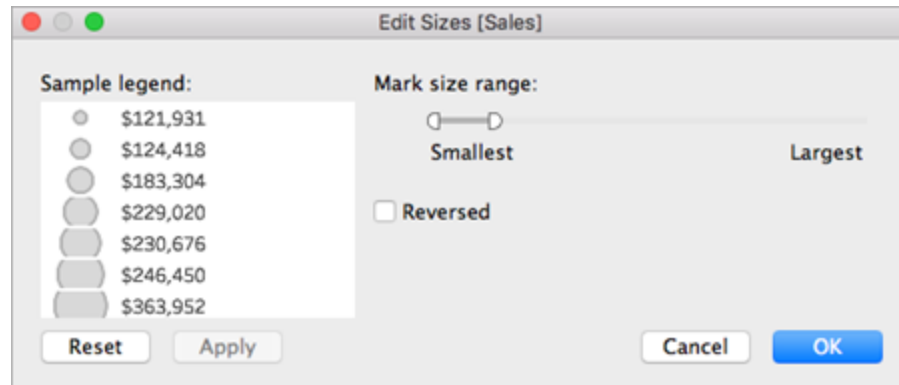 Edit Sizes [Sales]
Sample legend:
$121,931
$124,418
$183,304
$229,020
$230,676
$246,450
$363,952
Mark size range:
Smallest Largest
Reversed
Reset Apply Cancel OK